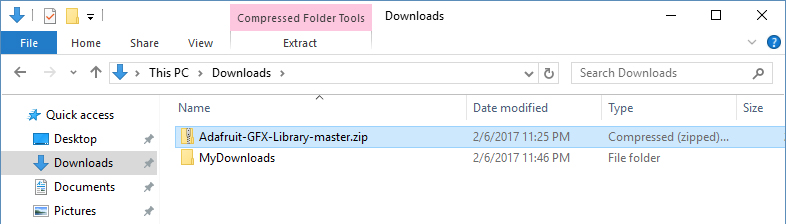 Compressed Folder Tools Downloads
File Home Share View Extract
This PC Downloads Search Downloads
Name Date modified Type Size
Quick access
Desktop Adafruit-GFX-Library-master.zip 2/6/2017 11:25 PM Compressed (zipped)...
Downloads MyDownloads 2/6/2017 11:46 PM File folder
Documents
Pictures